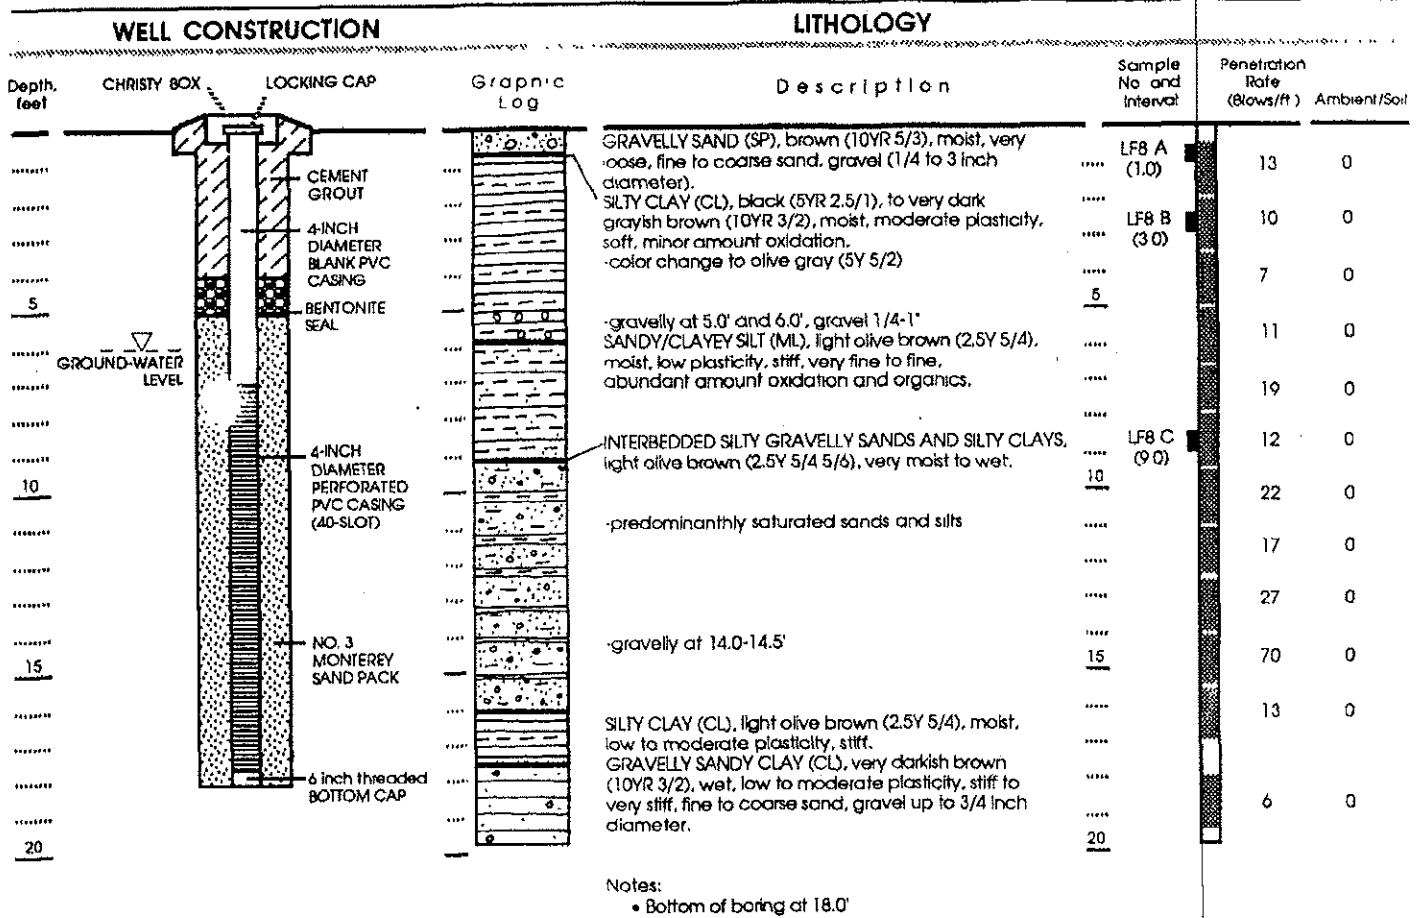 WELL CONSTRUCTION
LITHOLOGY
Depth, feet
CHRISTY BOX
LOCKING CAP
Graphic Log
Description
Sample No and Interval
Penetration Rate (Blows/ft)
Ambient/Soil
CEMENT GROUT
4-INCH DIAMETER BLANK PVC CASING
BENTONITE SEAL
GROUND-WATER LEVEL
4-INCH DIAMETER PERFORATED PVC CASING (40-SLOT)
NO. 3 MONTEREY SAND PACK
6 inch threaded BOTTOM CAP
5
10
15
20
GRAVELLY SAND (SP), brown (10YR 5/3), moist, very
oose, fine to coarse sand, gravel (1/4 to 3 inch
diameter).
SILTY CLAY (CL), black (5YR 2.5/1), to very dark
grayish brown (10YR 3/2), moist, moderate plasticity,
soft, minor amount oxidation.
-color change to olive gray (5Y 5/2)
-gravelly at 5.0' and 6.0', gravel 1/4-1"
SANDY/CLAYEY SILT (ML), light olive brown (2.5Y 5/4),
moist, low plasticity, stiff, very fine to fine,
abundant amount oxidation and organics.
INTERBEDDED SILTY GRAVELLY SANDS AND SILTY CLAYS,
light olive brown (2.5Y 5/4 5/6), very moist to wet.
-predominanthly saturated sands and silts
-gravelly at 14.0-14.5'
SILTY CLAY (CL), light olive brown (2.5Y 5/4), moist,
low to moderate plasticity, stiff.
GRAVELLY SANDY CLAY (CL), very darkish brown
(10YR 3/2), wet, low to moderate plasticity, stiff to
very stiff, fine to coarse sand, gravel up to 3/4 inch
diameter.
5
10
15
20
LF8 A
(1.0)
LF8 B
(3 0)
LF8 C
(9 0)
13 0
10 0
7 0
11 0
19 0
12 0
22 0
17 0
27 0
70 0
13 0
6 0
Notes:
• Bottom of boring at 18.0'